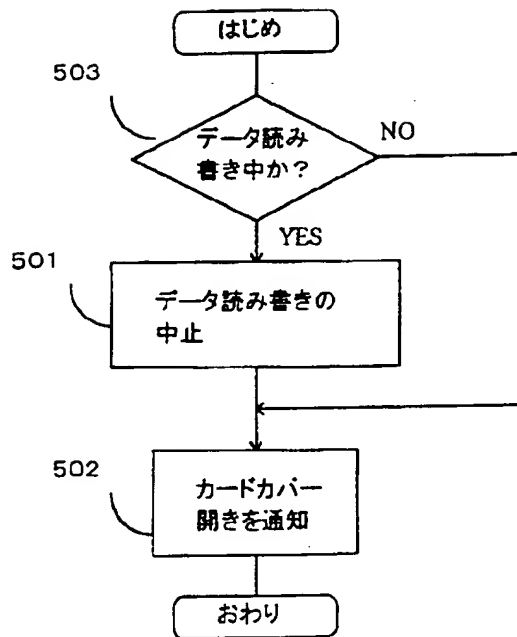 はじめ
503
データ読み
書き中か？
NO
YES
501
データ読み書きの
中止
502
カードカバー
開きを通知
おわり